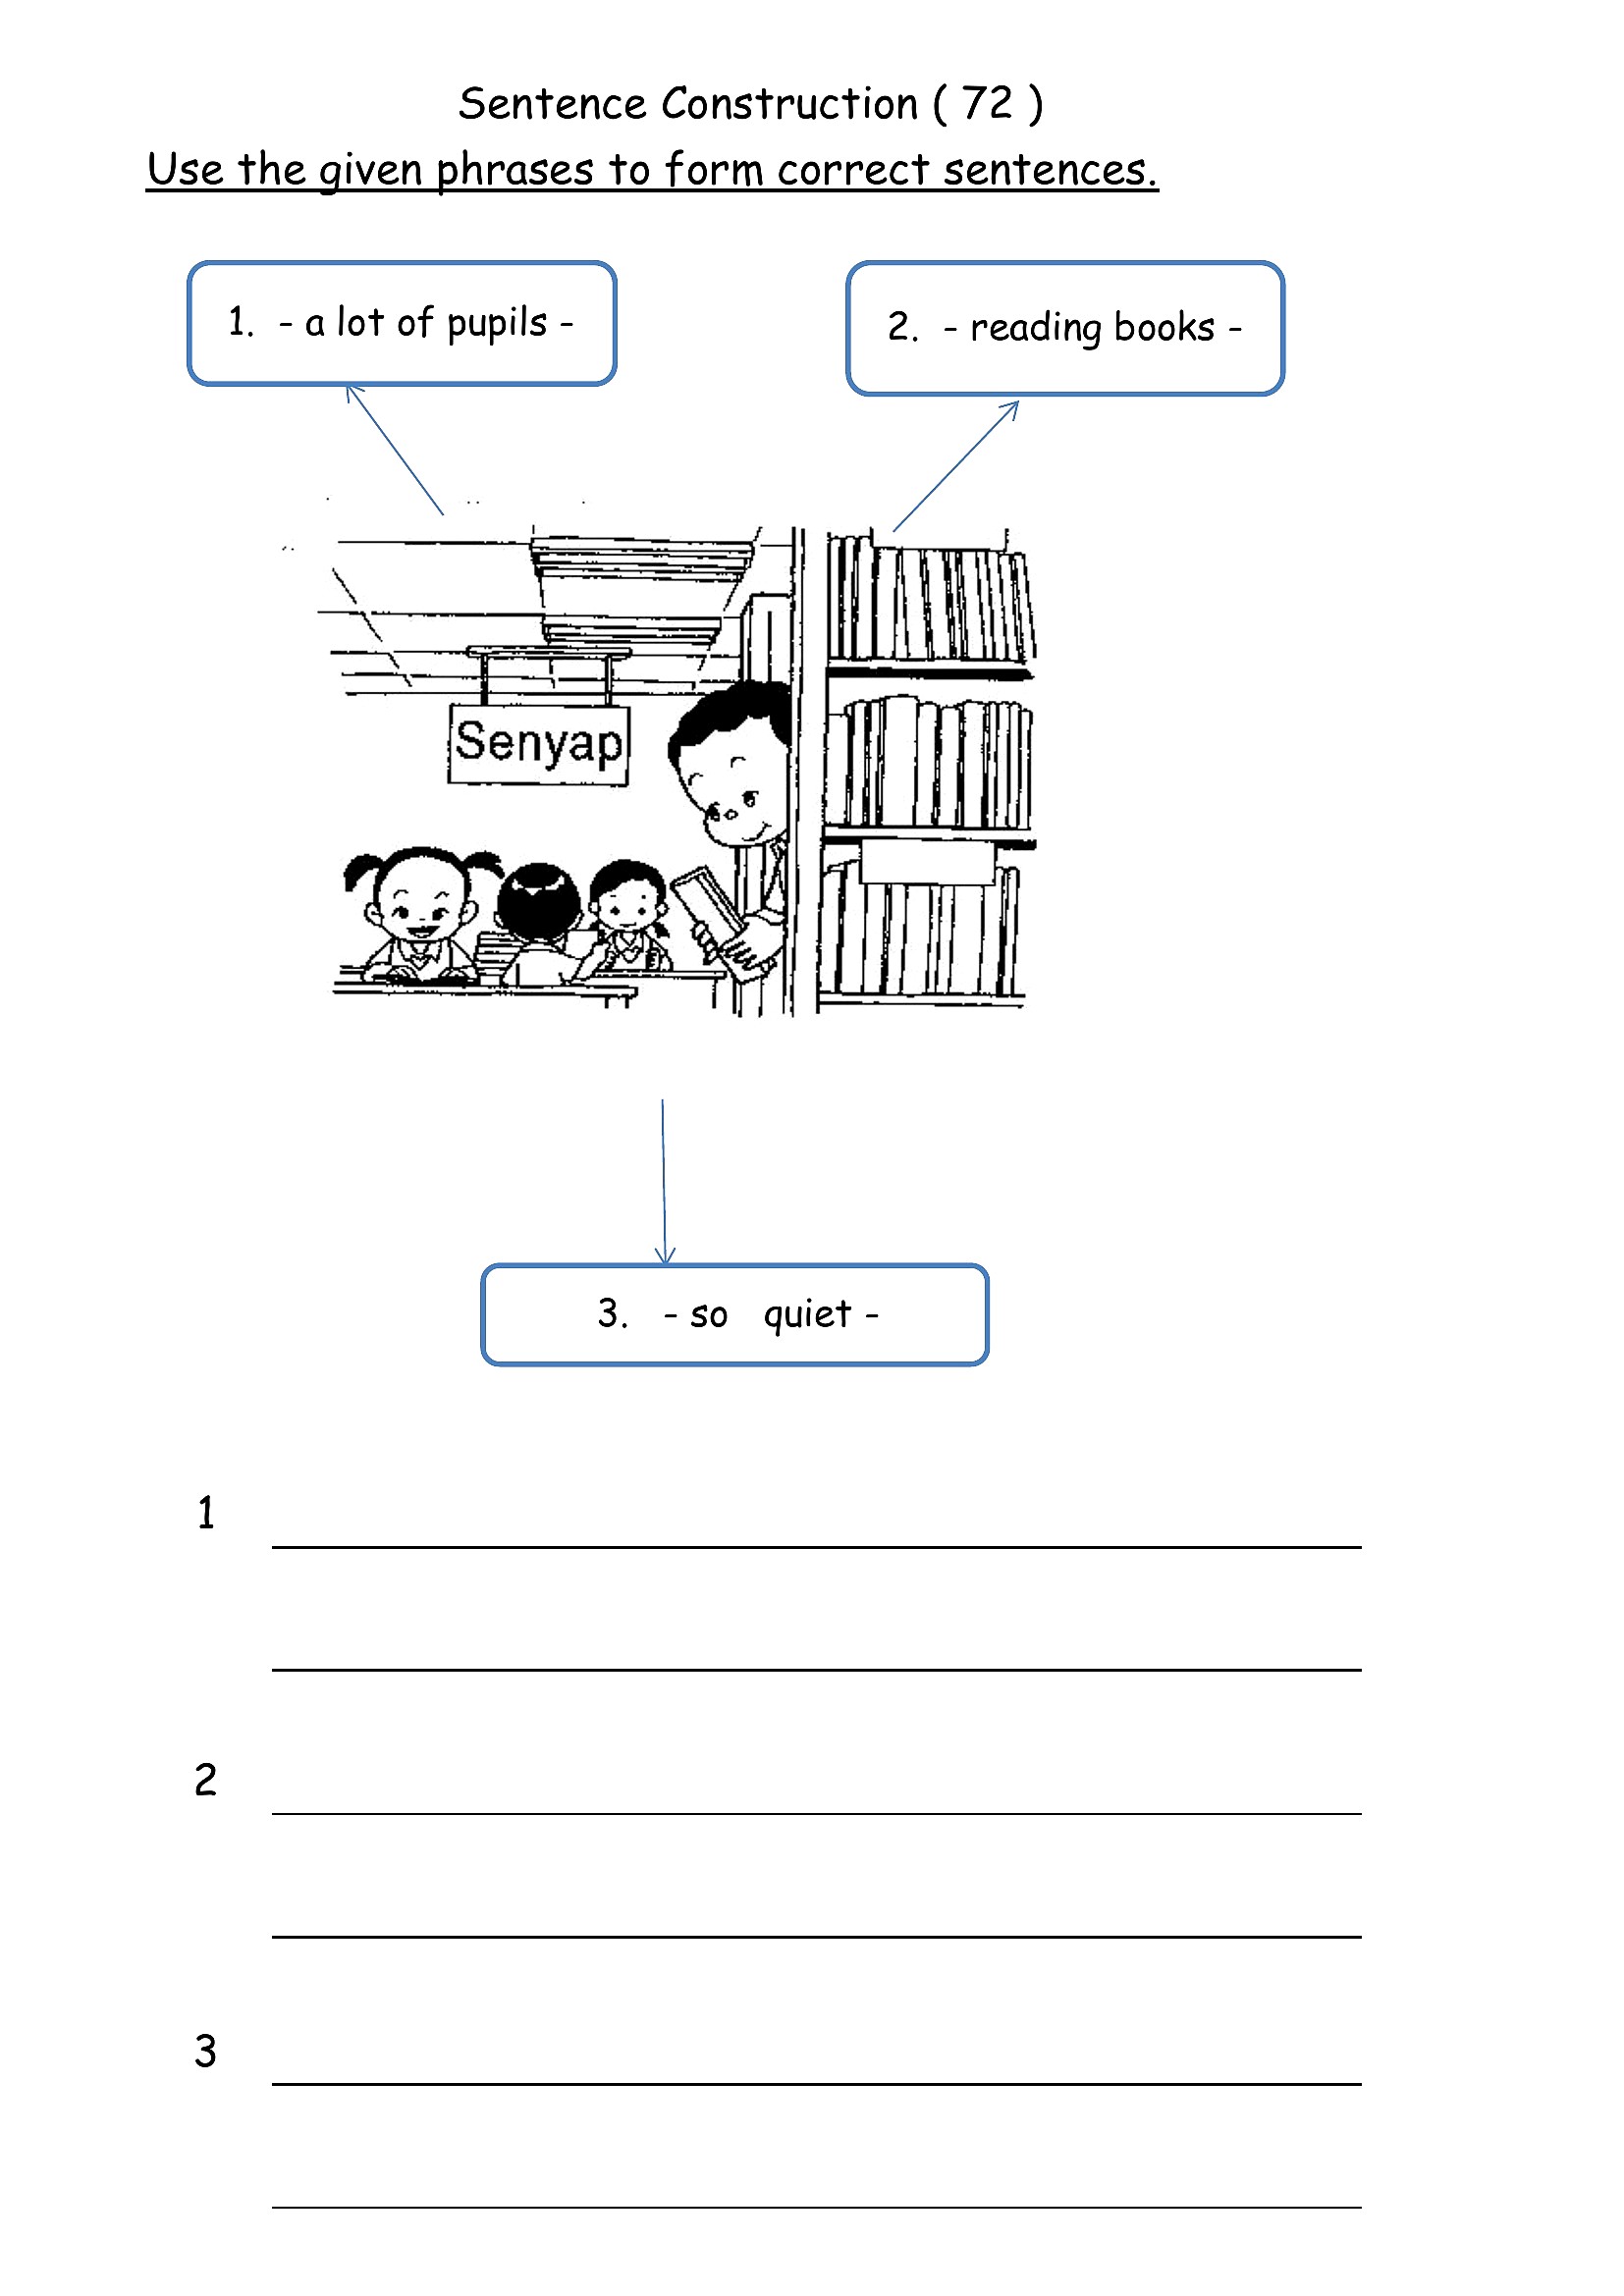 Sentence Construction ( 72 )
Use the given phrases to form correct sentences.
1. - a lot of pupils -
2. - reading books -
Senyap
3. - so quiet -
1
2
3